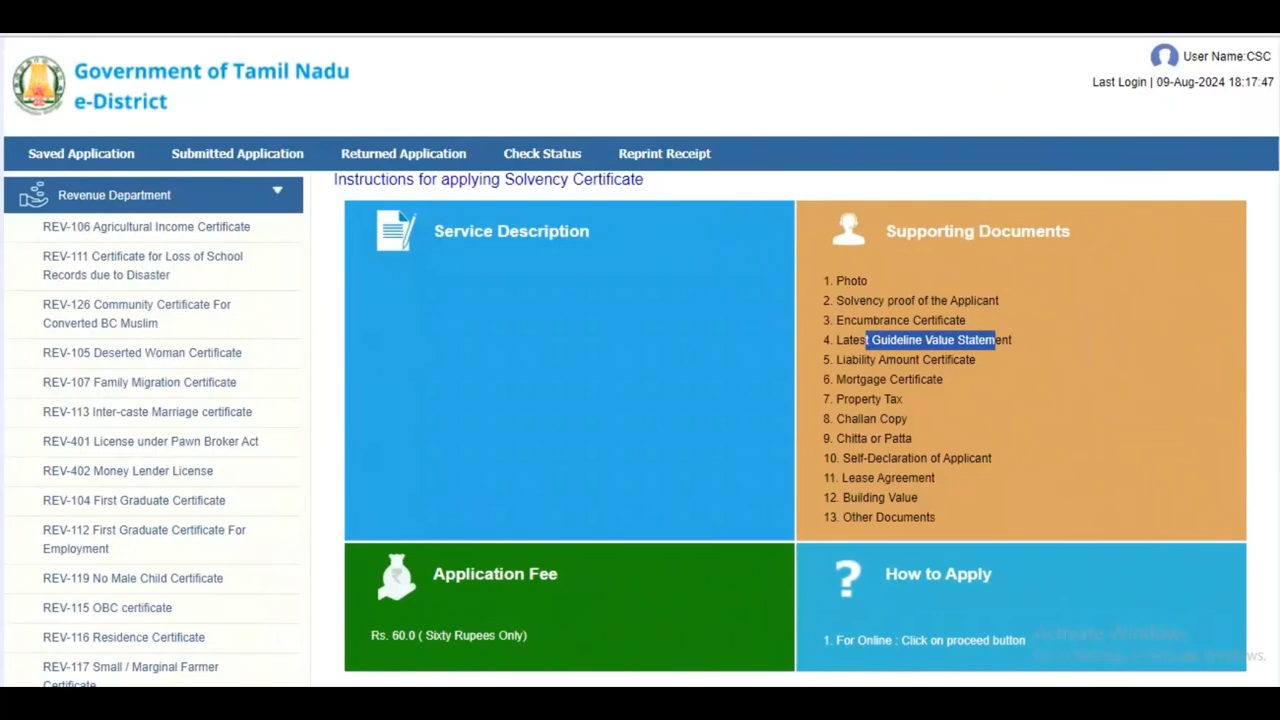 Government of Tamil Nadu
e-District
User Name:CSC
Last Login | 09-Aug-2024 18:17:47
Saved Application
Submitted Application
Returned Application
Check Status
Reprint Receipt
Revenue Department
REV-106 Agricultural Income Certificate
REV-111 Certificate for Loss of School
Records due to Disaster
REV-126 Community Certificate For
Converted BC Muslim
REV-105 Deserted Woman Certificate
REV-107 Family Migration Certificate
REV-113 Inter-caste Marriage certificate
REV-401 License under Pawn Broker Act
REV-402 Money Lender License
REV-104 First Graduate Certificate
REV-112 First Graduate Certificate For
Employment
REV-119 No Male Child Certificate
REV-115 OBC certificate
REV-116 Residence Certificate
REV-117 Small / Marginal Farmer
Certificate
Instructions for applying Solvency Certificate
Service Description
Supporting Documents
1. Photo
2. Solvency proof of the Applicant
3. Encumbrance Certificate
4. Latest Guideline Value Statement
5. Liability Amount Certificate
6. Mortgage Certificate
7. Property Tax
8. Challan Copy
9. Chitta or Patta
10. Self-Declaration of Applicant
11. Lease Agreement
12. Building Value
13. Other Documents
Application Fee
Rs. 60.0 ( Sixty Rupees Only)
How to Apply
1. For Online : Click on proceed button
Activate Windows